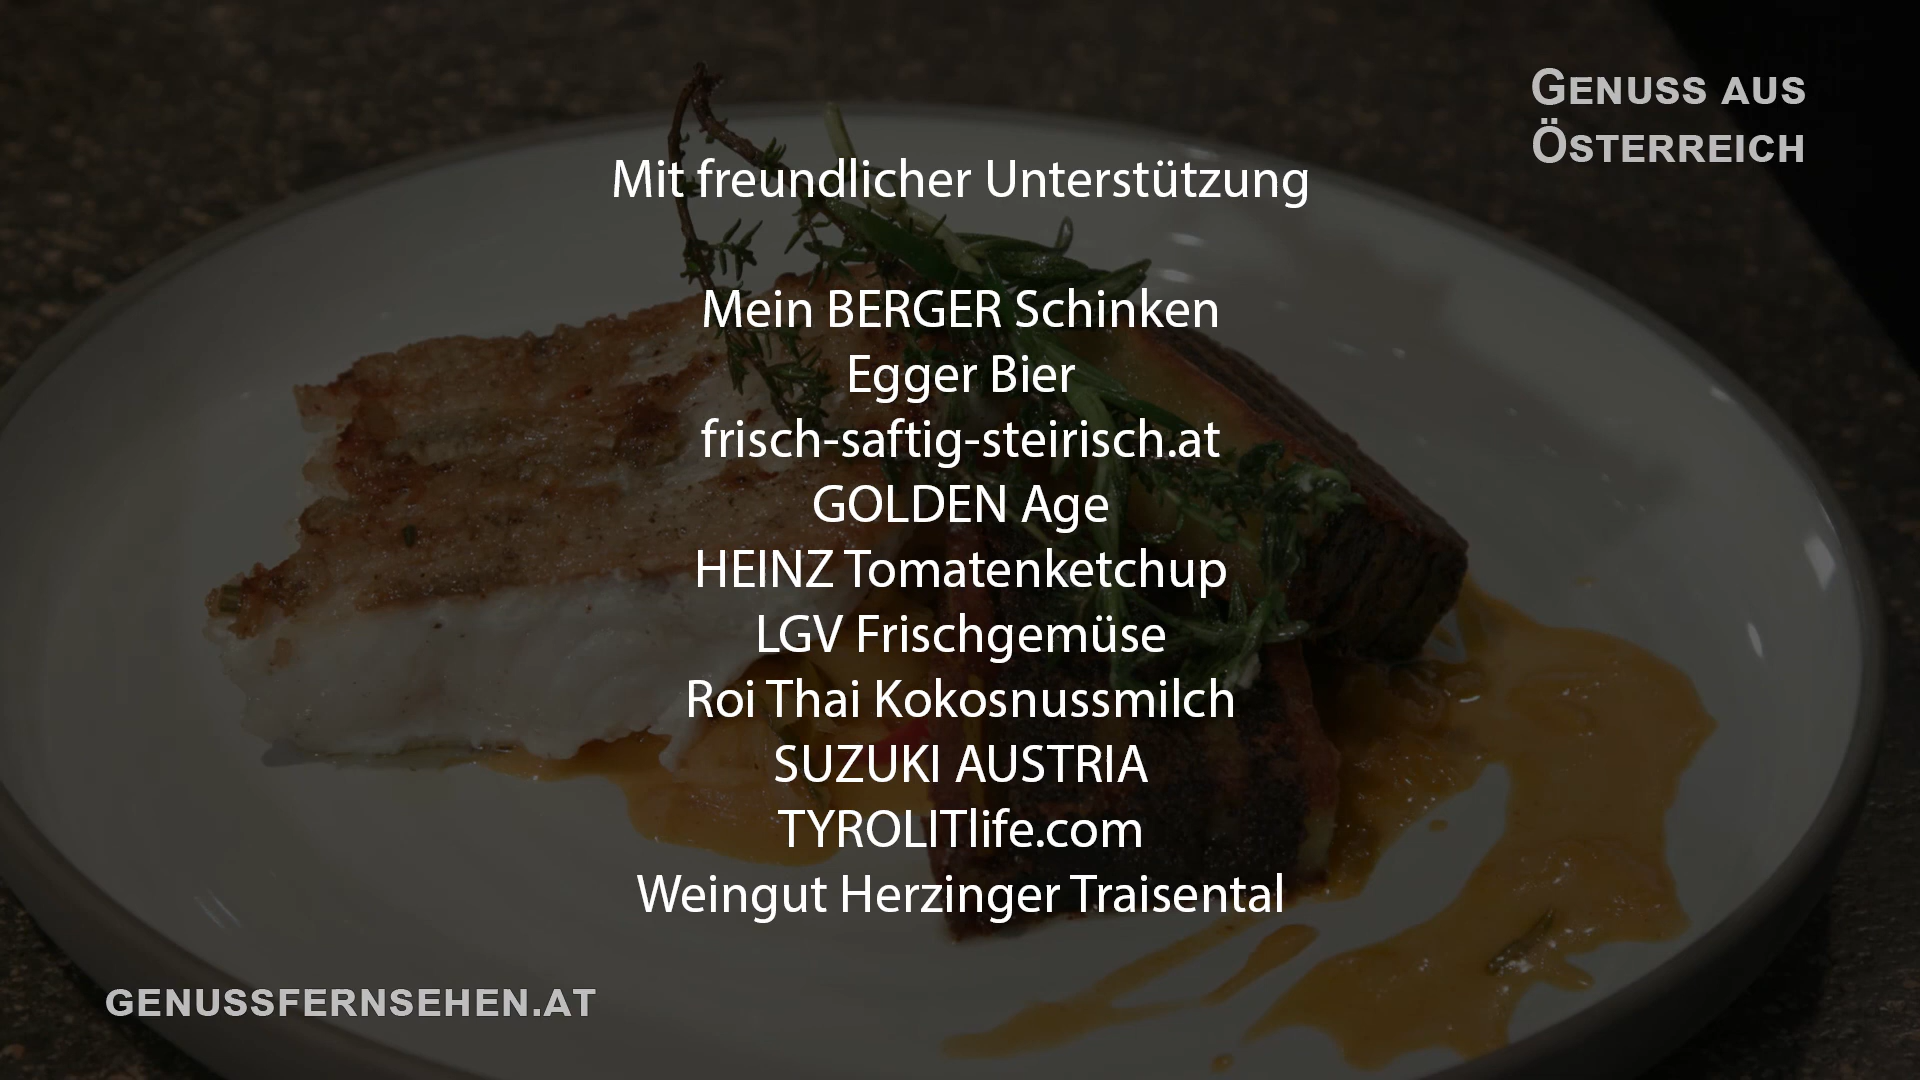 GENUSS AUS
ÖSTERREICH
Mit freundlicher Unterstützung
Mein BERGER Schinken
Egger Bier
frisch-saftig-steirisch.at
GOLDEN Age
HEINZ Tomatenketchup
LGV Frischgemüse
Roi Thai Kokosnussmilch
SUZUKI AUSTRIA
TYROLITlife.com
Weingut Herzinger Traisental
GENUSSFERNSEHEN.AT